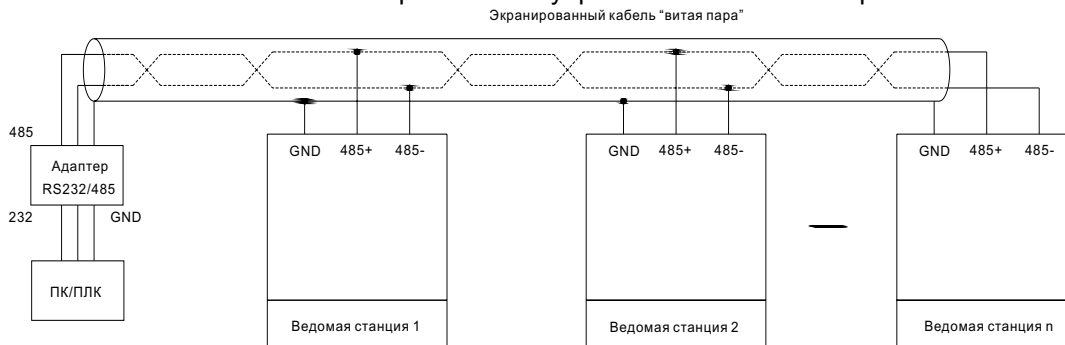 Экранированный кабель “витая пара”
485
GND 485+ 485-
GND 485+ 485-
GND 485+ 485-
Адаптер
RS232/485
232 GND
ПК/ПЛК
Ведомая станция 1
Ведомая станция 2
Ведомая станция n